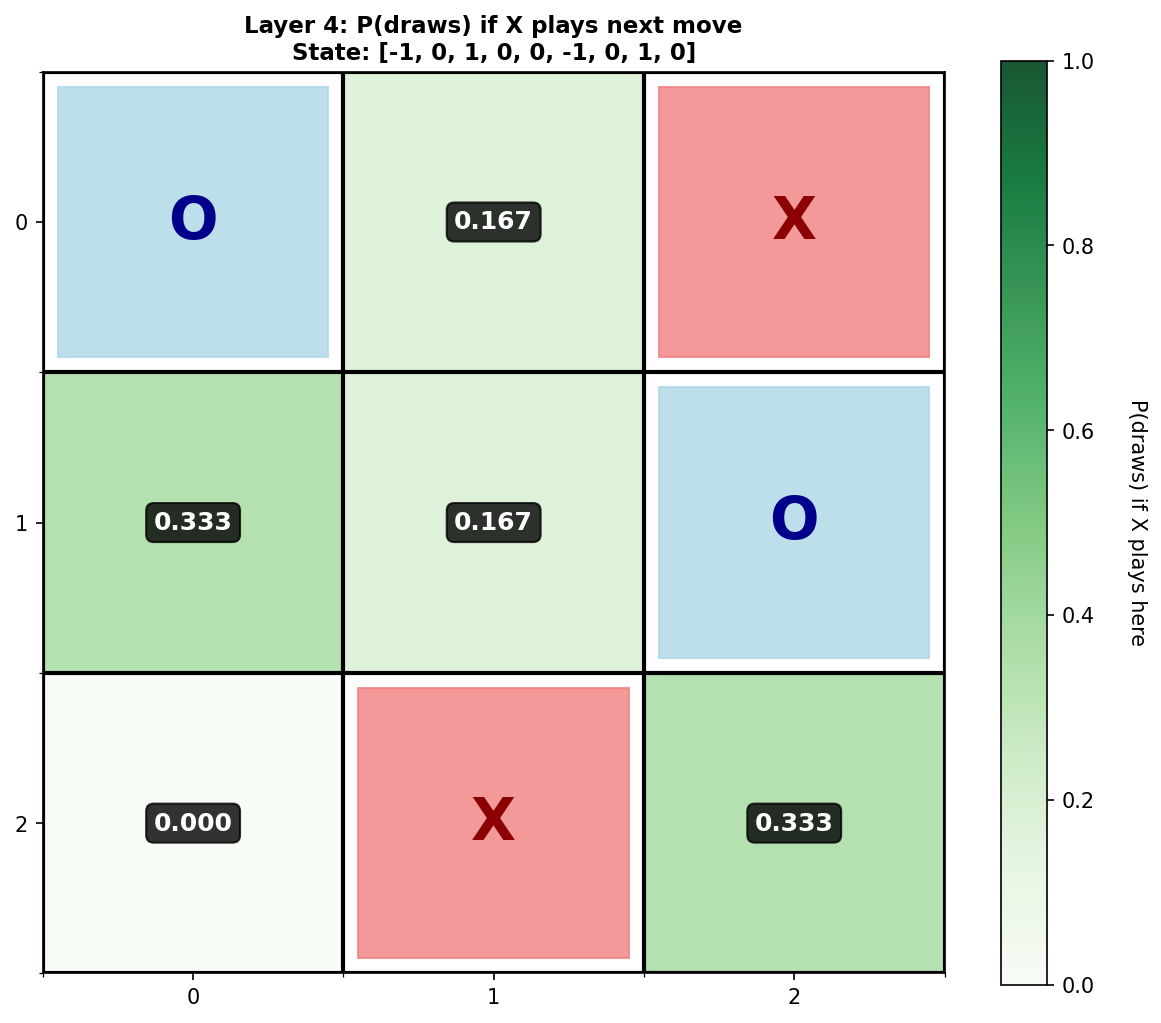 Layer 4: P(draws) if X plays next move
State: [-1, 0, 1, 0, 0, -1, 0, 1, 0]
0
O
0.167
X
1
0.333
0.167
O
2
0.000
X
0.333
0
1
2
1.0
0.8
0.6
0.4
0.2
0.0
P(draws) if X plays here